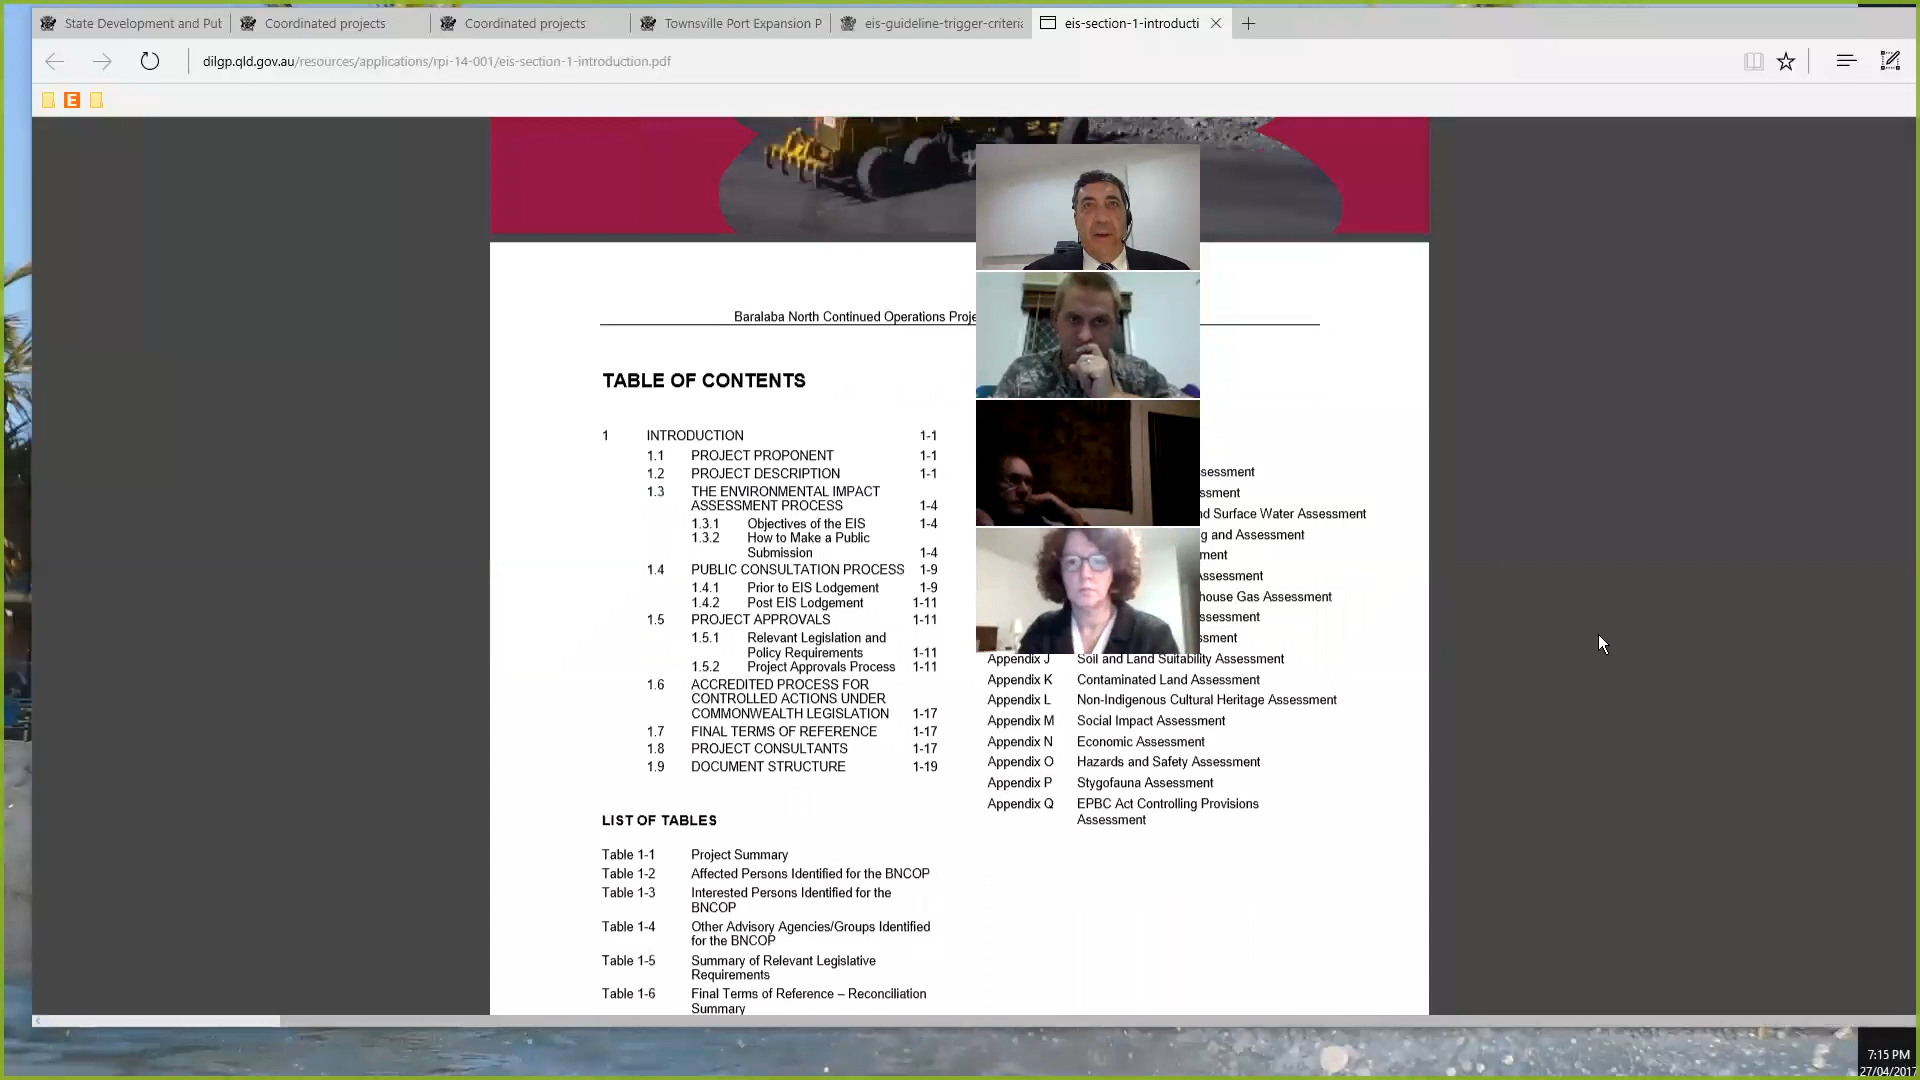 State Development and Pub
Coordinated projects
Coordinated projects
Townsville Port Expansion P
eis-guideline-trigger-criteria
eis-section-1-introducti
dilgp.qld.gov.au/resources/applications/rpi-14-001/eis-section-1-introduction.pdf
E
Baralaba North Continued Operations Proje
TABLE OF CONTENTS
1 INTRODUCTION 1-1
1.1 PROJECT PROPONENT 1-1
1.2 PROJECT DESCRIPTION 1-1
1.3 THE ENVIRONMENTAL IMPACT
ASSESSMENT PROCESS 1-4
1.3.1 Objectives of the EIS 1-4
1.3.2 How to Make a Public
Submission 1-4
1.4 PUBLIC CONSULTATION PROCESS 1-9
1.4.1 Prior to EIS Lodgement 1-9
1.4.2 Post EIS Lodgement 1-11
1.5 PROJECT APPROVALS 1-11
1.5.1 Relevant Legislation and
Policy Requirements 1-11
1.5.2 Project Approvals Process 1-11
1.6 ACCREDITED PROCESS FOR
CONTROLLED ACTIONS UNDER
COMMONWEALTH LEGISLATION 1-17
1.7 FINAL TERMS OF REFERENCE 1-17
1.8 PROJECT CONSULTANTS 1-17
1.9 DOCUMENT STRUCTURE 1-19
LIST OF TABLES
Table 1-1 Project Summary
Table 1-2 Affected Persons Identified for the BNCOP
Table 1-3 Interested Persons Identified for the
BNCOP
Table 1-4 Other Advisory Agencies/Groups Identified
for the BNCOP
Table 1-5 Summary of Relevant Legislative
Requirements
Table 1-6 Final Terms of Reference – Reconciliation
Summary
ssessment
ssment
nd Surface Water Assessment
g and Assessment
ment
Assessment
house Gas Assessment
ssessment
ssment
Appendix J Soil and Land Suitability Assessment
Appendix K Contaminated Land Assessment
Appendix L Non-Indigenous Cultural Heritage Assessment
Appendix M Social Impact Assessment
Appendix N Economic Assessment
Appendix O Hazards and Safety Assessment
Appendix P Stygofauna Assessment
Appendix Q EPBC Act Controlling Provisions
Assessment
7:15 PM
27/04/2017